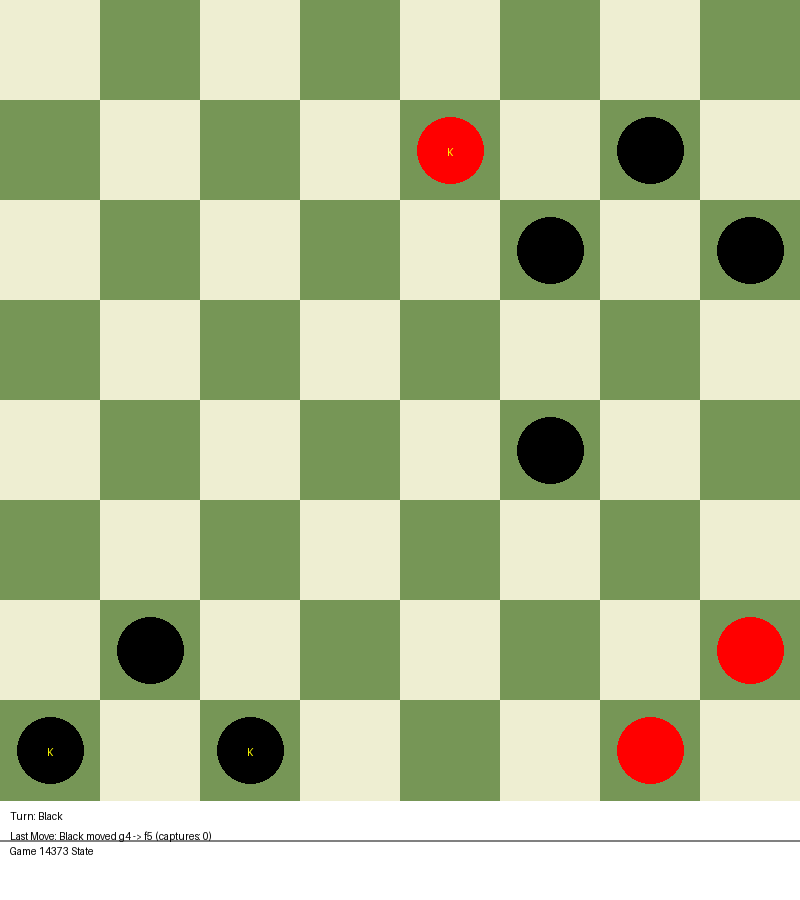 K
K K
Turn: Black
Last Move: Black moved g4 -> f5 (captures: 0)
Game 14373 State